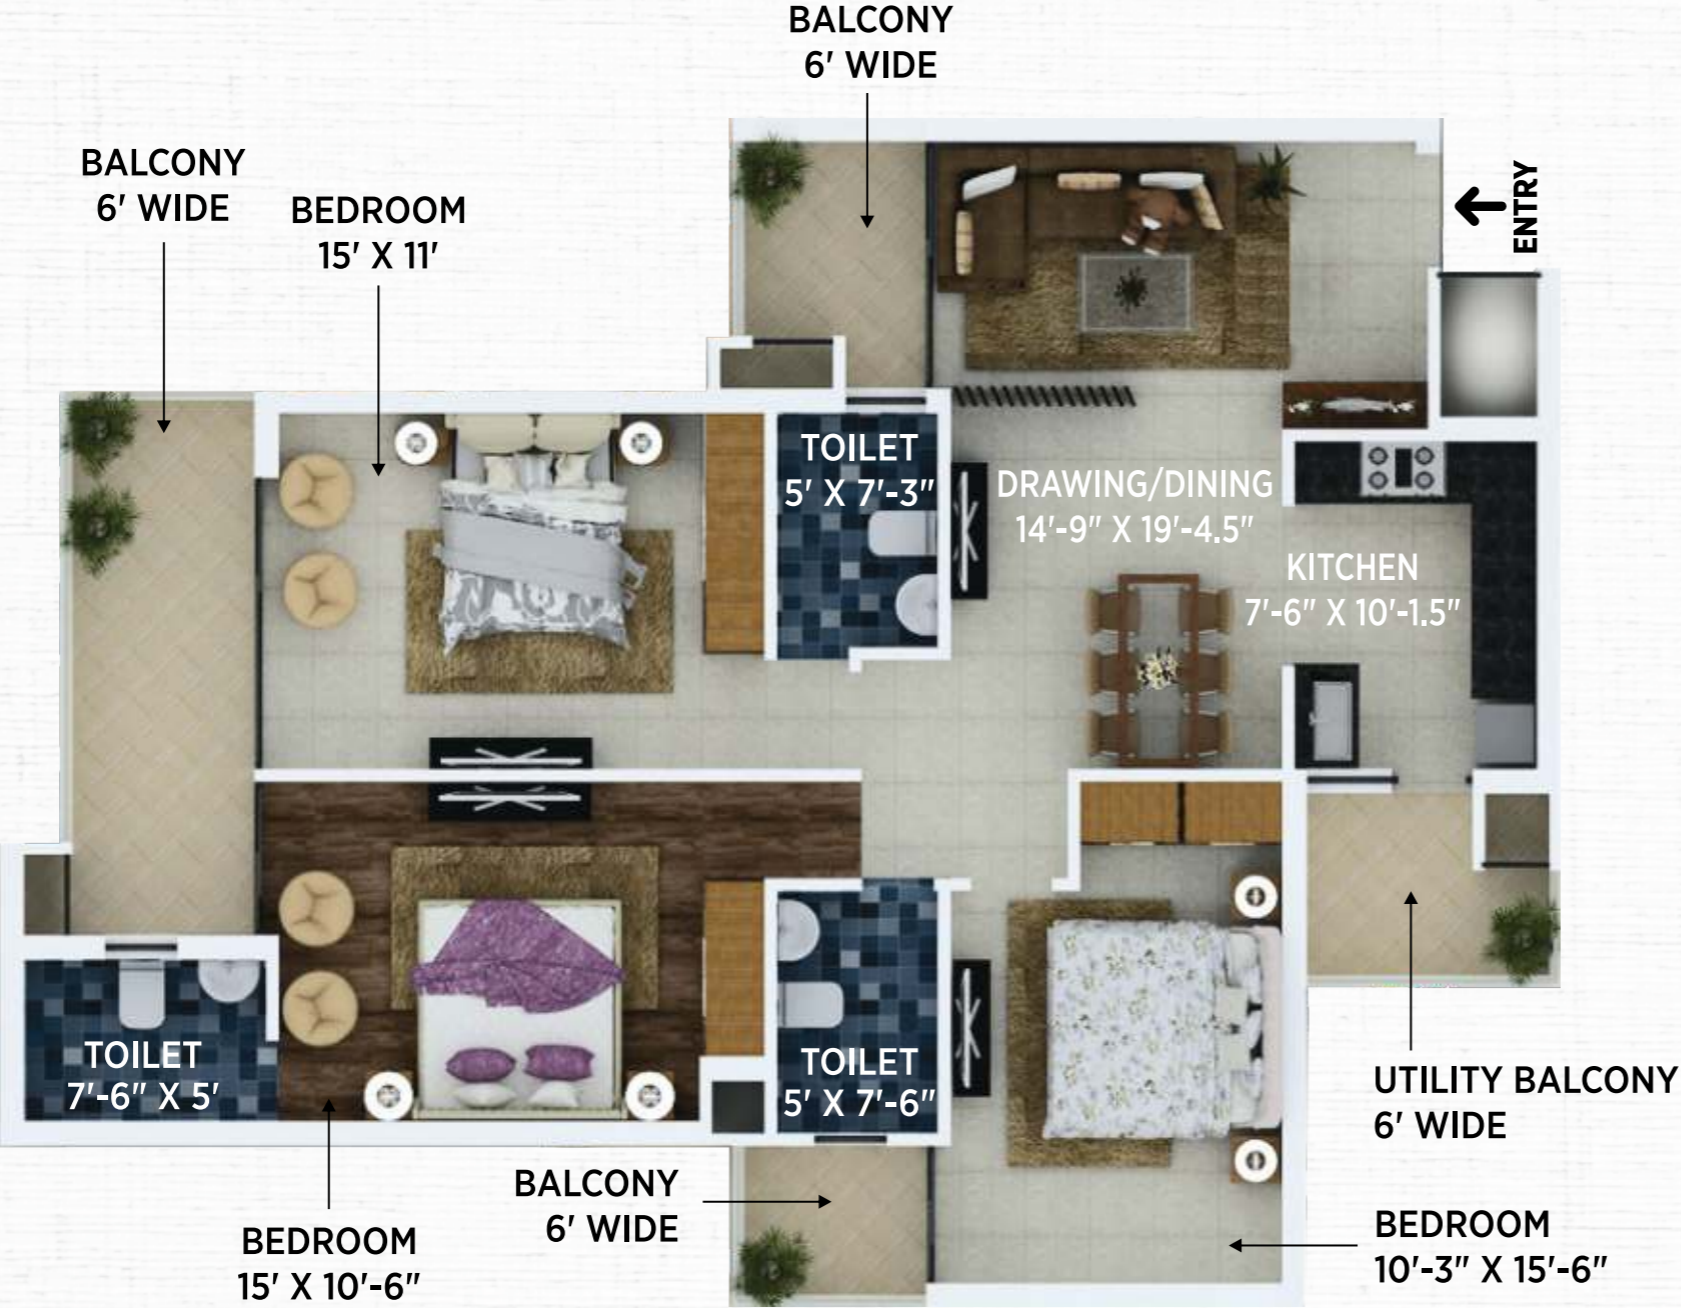 BALCONY
6' WIDE
BALCONY
6' WIDE
BEDROOM
15' X 11'
ENTRY
TOILET
5' X 7'-3"
DRAWING/DINING
14'-9" X 19'-4.5"
KITCHEN
7'-6" X 10'-1.5"
TOILET
7'-6" X 5'
TOILET
5' X 7'-6"
UTILITY BALCONY
6' WIDE
BALCONY
6' WIDE
BEDROOM
15' X 10'-6"
BEDROOM
10'-3" X 15'-6"